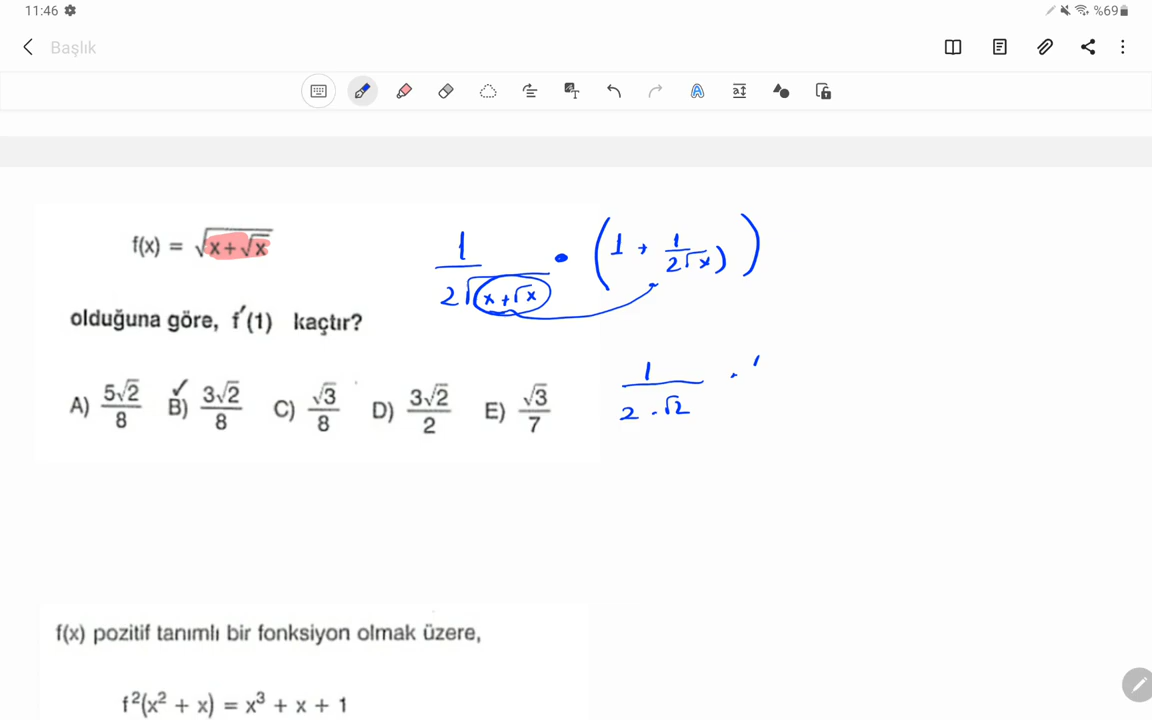 11:46 %69
Başlık
f(x) = √(x + √x)
1/(2√(x+√x)) • (1 + 1/(2√x))
olduğuna göre, f'(1) kaçtır?
A) 5√2/8 ✓B) 3√2/8 C) √3/8 D) 3√2/2 E) √3/7
1/(2 . √2) .
f(x) pozitif tanımlı bir fonksiyon olmak üzere,
f²(x² + x) = x³ + x + 1